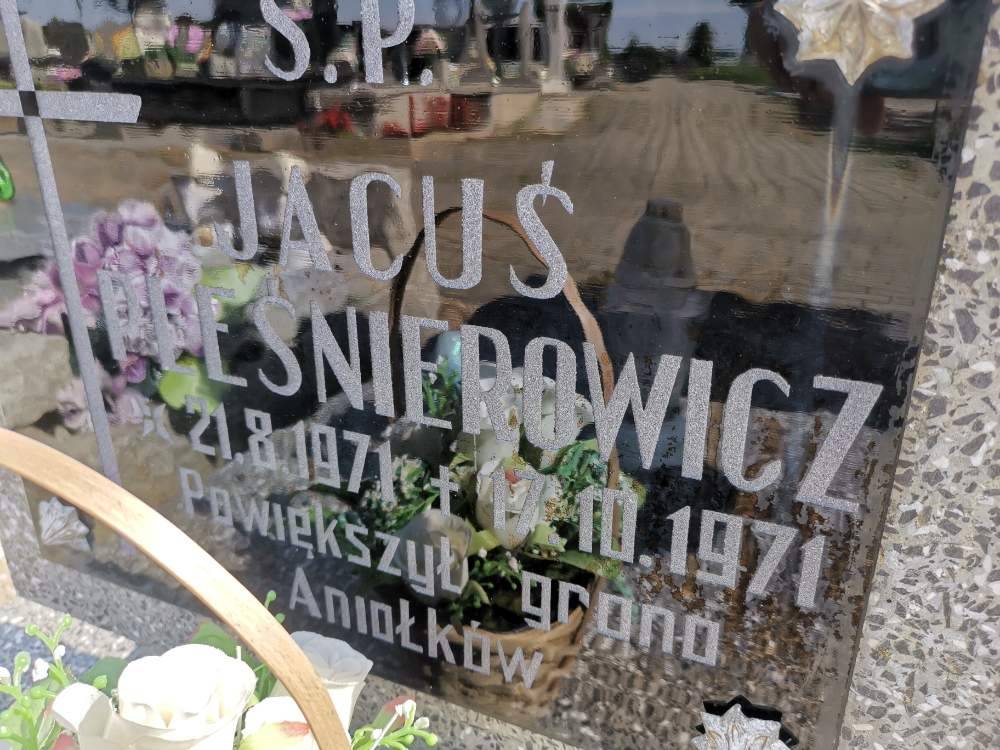 Ś.P.
JACUŚ
PLEŚNIEROWICZ
* 21.8.1971 † 17.10.1971
Powiększył grono
Aniołków